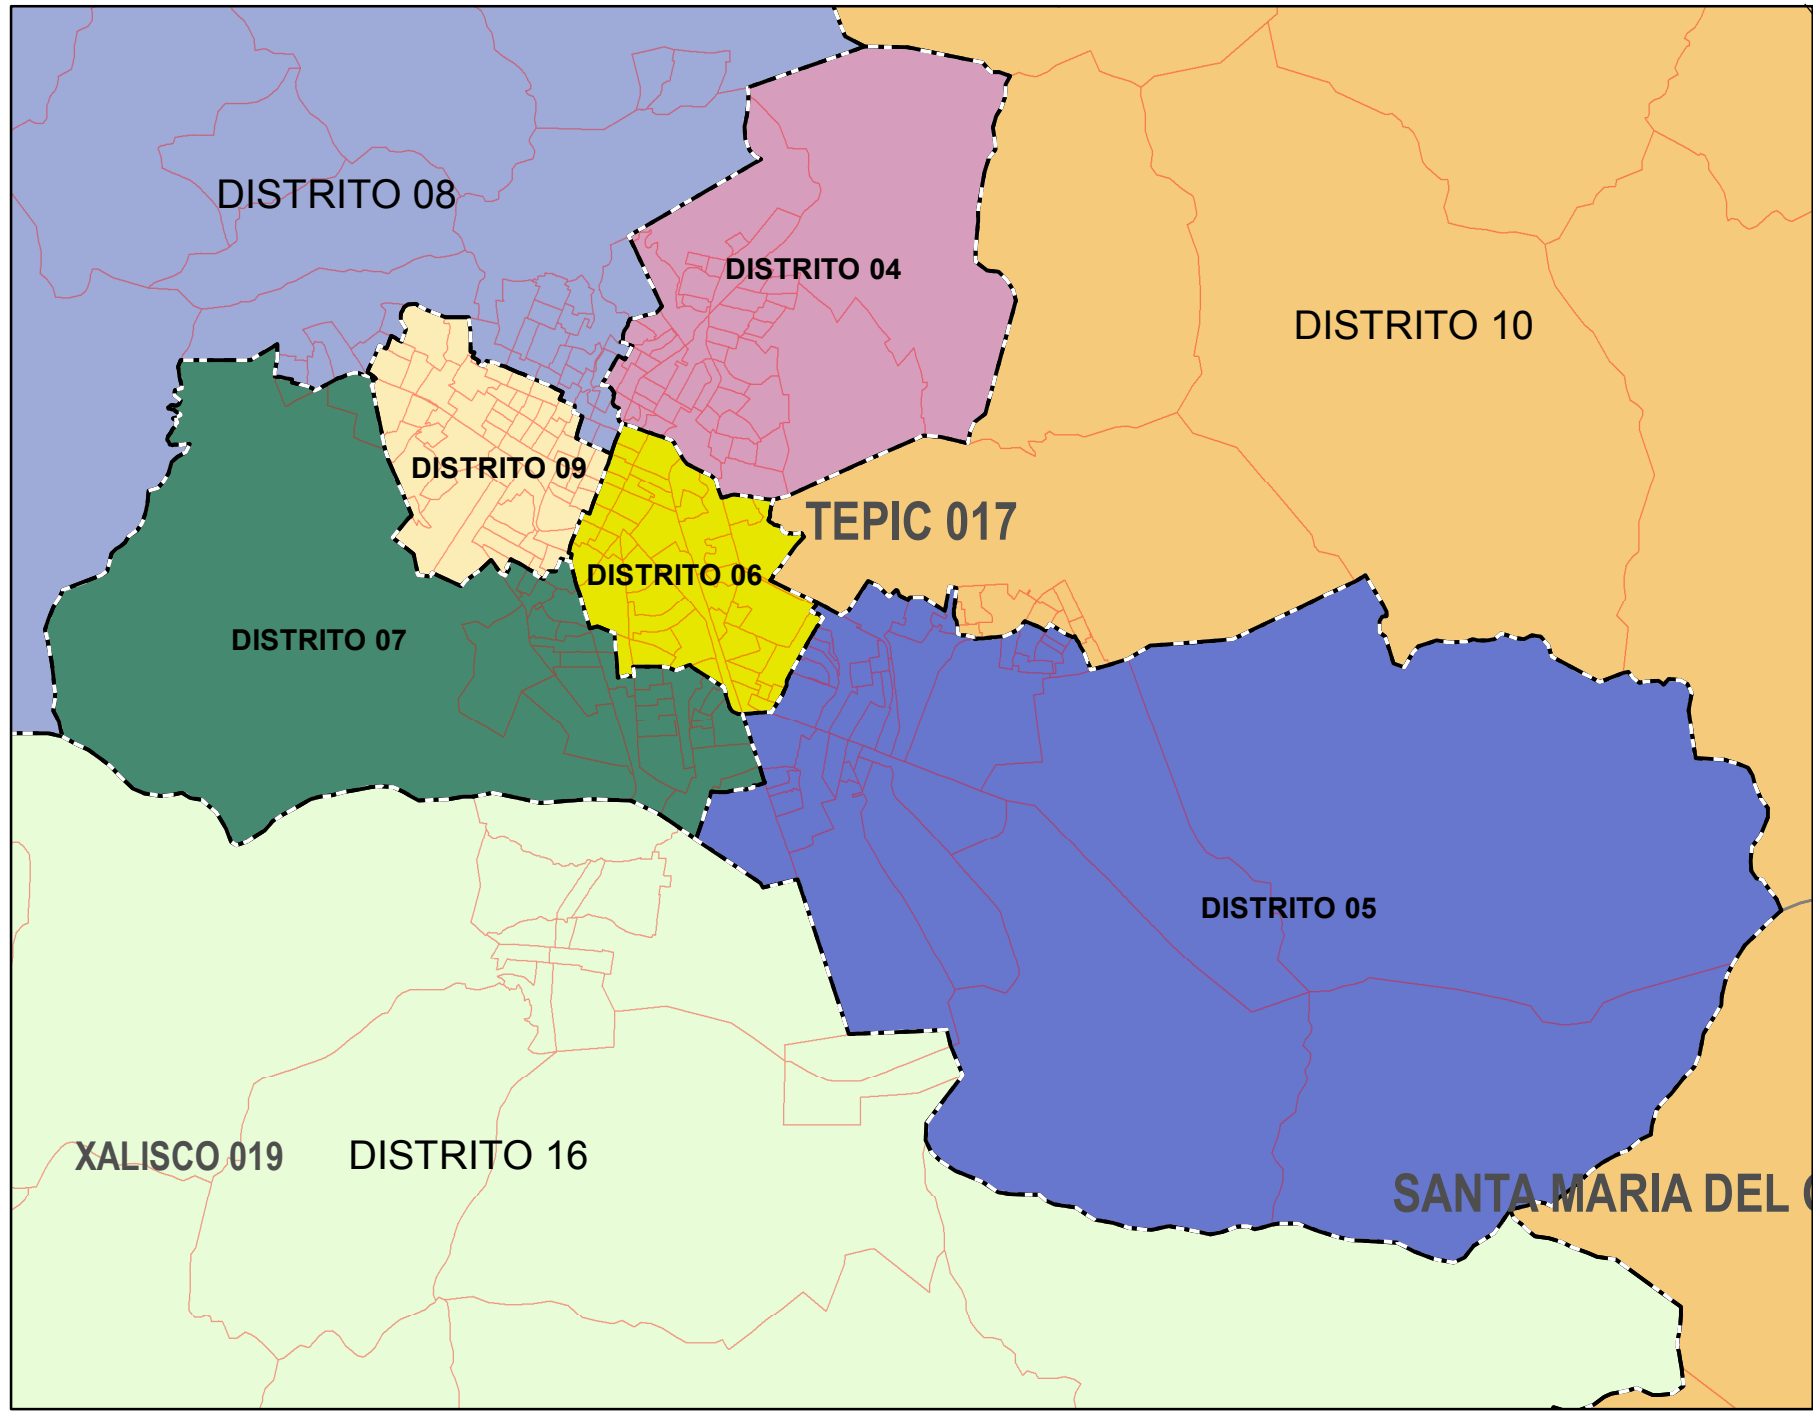 DISTRITO 08
DISTRITO 04
DISTRITO 10
DISTRITO 09
TEPIC 017
DISTRITO 06
DISTRITO 07
DISTRITO 05
XALISCO 019
DISTRITO 16
SANTA MARIA DEL